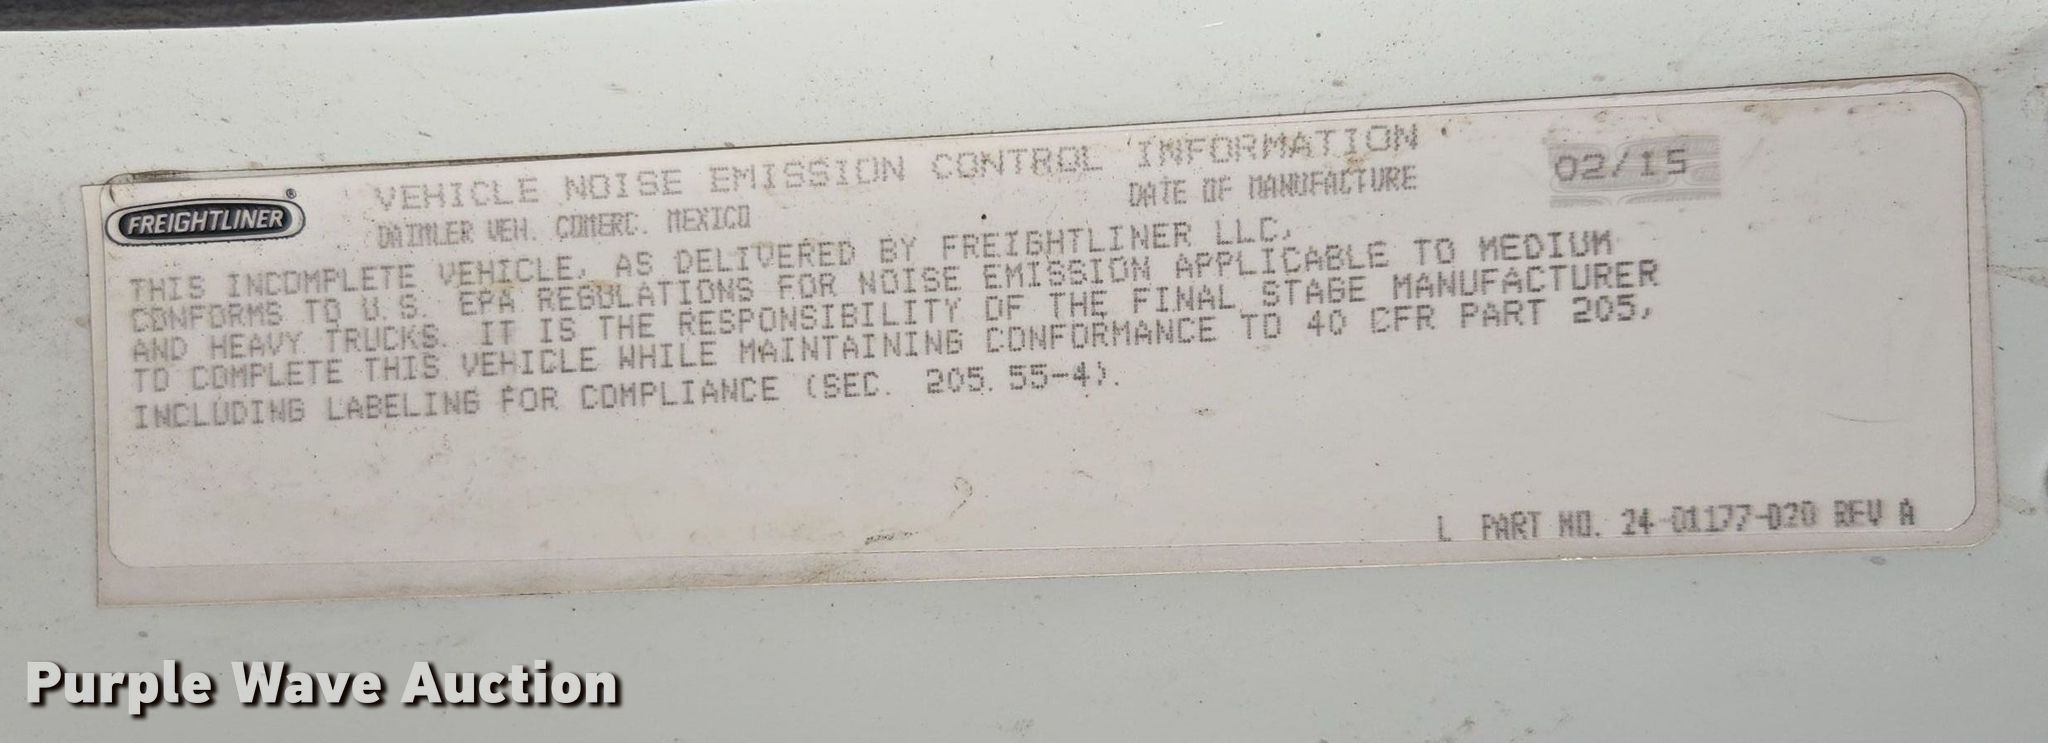 VEHICLE NOISE EMISSION CONTROL INFORMATION
FREIGHTLINER®
DAIMLER VEH. COMERC. MEXICO
DATE OF MANUFACTURE 02/15
THIS INCOMPLETE VEHICLE, AS DELIVERED BY FREIGHTLINER LLC,
CONFORMS TO U.S. EPA REGULATIONS FOR NOISE EMISSION APPLICABLE TO MEDIUM
AND HEAVY TRUCKS. IT IS THE RESPONSIBILITY OF THE FINAL STAGE MANUFACTURER
TO COMPLETE THIS VEHICLE WHILE MAINTAINING CONFORMANCE TO 40 CFR PART 205,
INCLUDING LABELING FOR COMPLIANCE (SEC. 205.55-4).
L PART NO. 24-01177-020 REV A
Purple Wave Auction